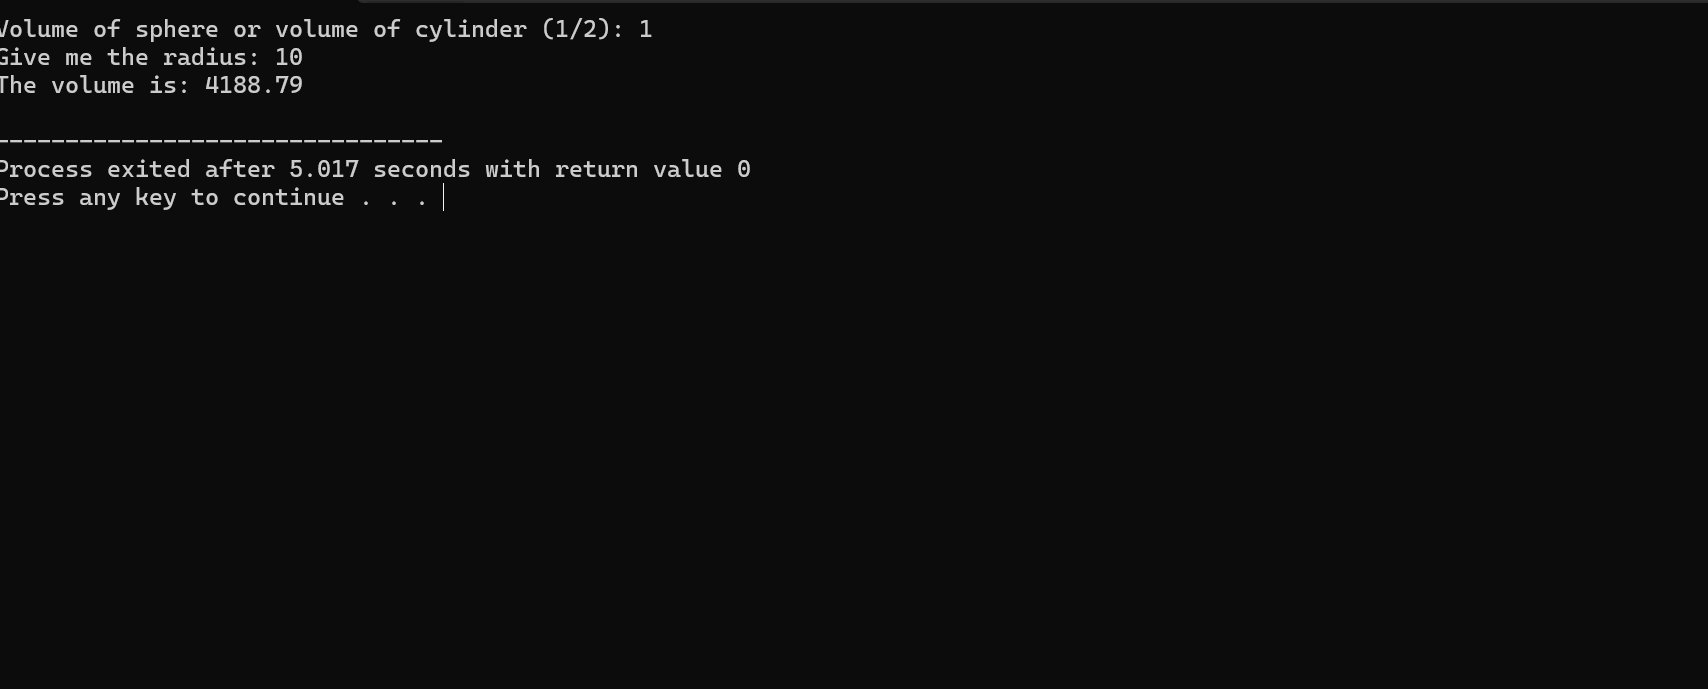 Volume of sphere or volume of cylinder (1/2): 1
Give me the radius: 10
The volume is: 4188.79
--------------------------------
Process exited after 5.017 seconds with return value 0
Press any key to continue . . .